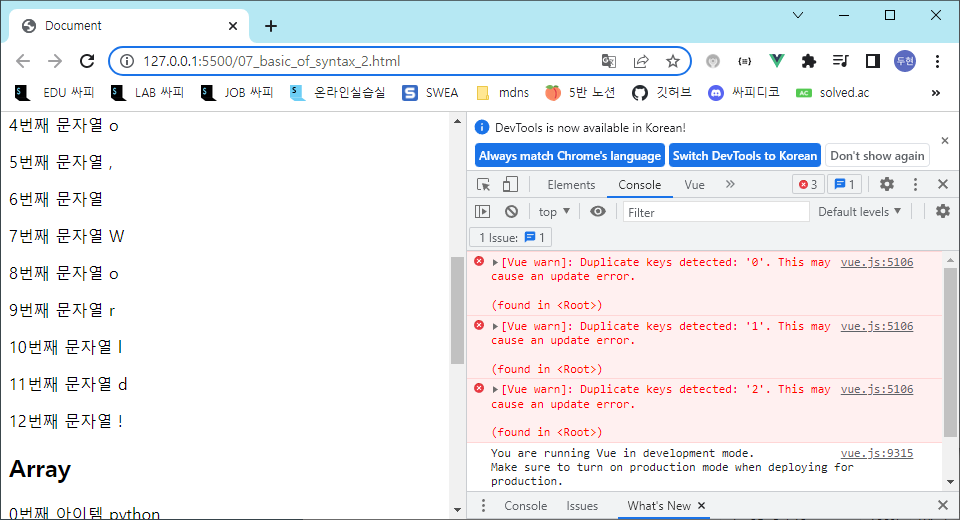 Document
127.0.0.1:5500/07_basic_of_syntax_2.html
두현
EDU 싸피
LAB 싸피
JOB 싸피
온라인실습실
SWEA
mdns
5반 노션
깃허브
싸피디코
solved.ac
4번째 문자열 o
5번째 문자열 ,
6번째 문자열
7번째 문자열 W
8번째 문자열 o
9번째 문자열 r
10번째 문자열 l
11번째 문자열 d
12번째 문자열 !
Array
0번째 아이템 python
DevTools is now available in Korean!
Always match Chrome's language
Switch DevTools to Korean
Don't show again
Elements
Console
Vue
3
1
top
Filter
Default levels
1 Issue: 1
[Vue warn]: Duplicate keys detected: '0'. This may vue.js:5106
cause an update error.
(found in <Root>)
[Vue warn]: Duplicate keys detected: '1'. This may vue.js:5106
cause an update error.
(found in <Root>)
[Vue warn]: Duplicate keys detected: '2'. This may vue.js:5106
cause an update error.
(found in <Root>)
You are running Vue in development mode. vue.js:9315
Make sure to turn on production mode when deploying for
production.
Console
Issues
What's New